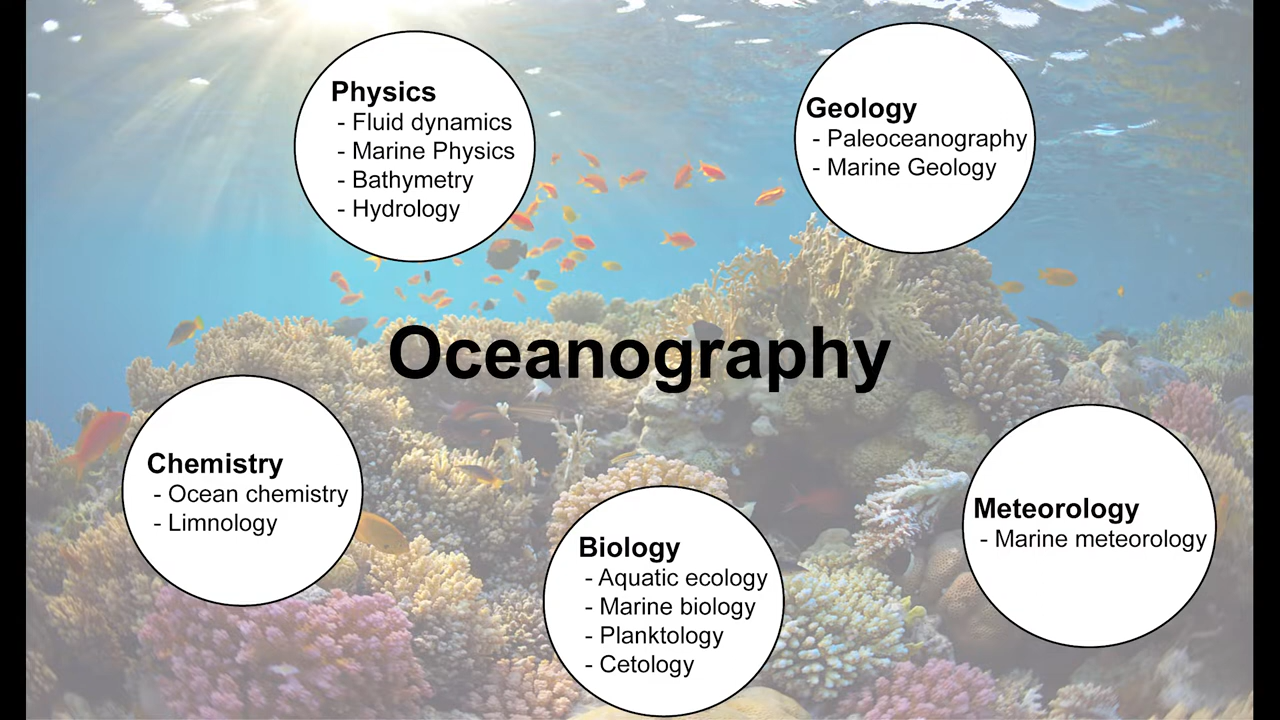 Physics
- Fluid dynamics
- Marine Physics
- Bathymetry
- Hydrology
Geology
- Paleoceanography
- Marine Geology
Oceanography
Chemistry
- Ocean chemistry
- Limnology
Biology
- Aquatic ecology
- Marine biology
- Planktology
- Cetology
Meteorology
- Marine meteorology